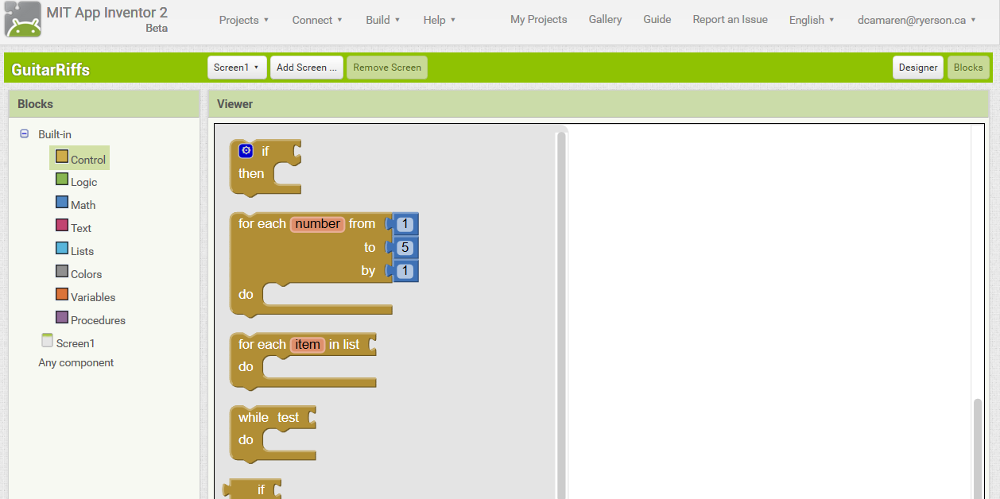 MIT App Inventor 2
Beta
Projects Connect Build Help My Projects Gallery Guide Report an Issue English dcamaren@ryerson.ca
GuitarRiffs Screen1 Add Screen ... Remove Screen Designer Blocks
Blocks
Viewer
Built-in
Control
Logic
Math
Text
Lists
Colors
Variables
Procedures
Screen1
Any component
if
then
for each number from 1
to 5
by 1
do
for each item in list
do
while test
do
if